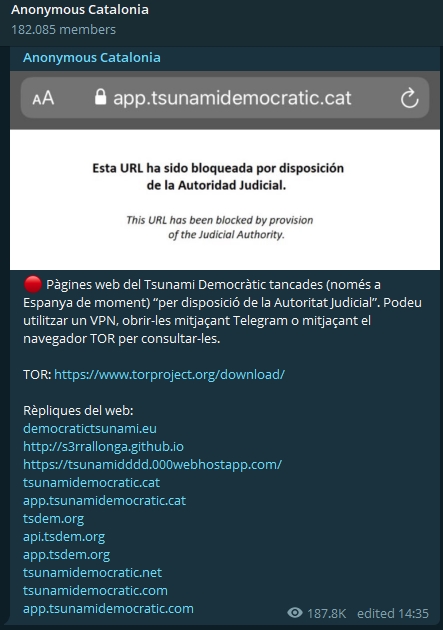 Anonymous Catalonia
182.085 members
Anonymous Catalonia
AA app.tsunamidemocratic.cat
Esta URL ha sido bloqueada por disposición
de la Autoridad Judicial.
This URL has been blocked by provision
of the Judicial Authority.
🔴 Pàgines web del Tsunami Democràtic tancades (només a
Espanya de moment) “per disposició de la Autoritat Judicial”. Podeu
utilitzar un VPN, obrir-les mitjaçant Telegram o mitjaçant el
navegador TOR per consultar-les.
TOR: https://www.torproject.org/download/
Rèpliques del web:
democratictsunami.eu
http://s3rrallonga.github.io
https://tsunamidddd.000webhostapp.com/
tsunamidemocratic.cat
app.tsunamidemocratic.cat
tsdem.org
api.tsdem.org
app.tsdem.org
tsunamidemocratic.net
tsunamidemocratic.com
app.tsunamidemocratic.com
187.8K edited 14:35